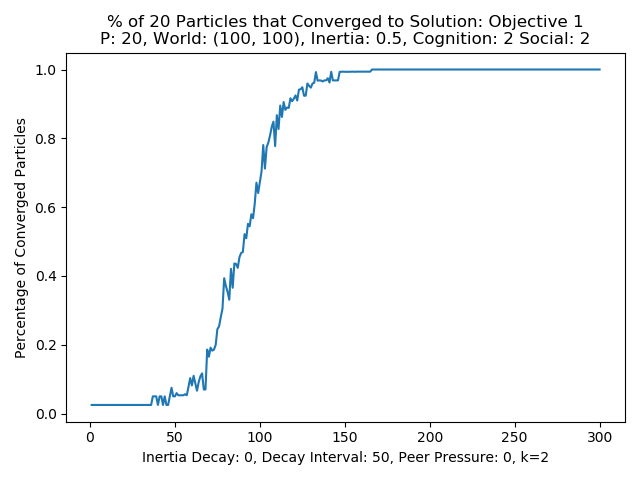 % of 20 Particles that Converged to Solution: Objective 1
P: 20, World: (100, 100), Inertia: 0.5, Cognition: 2 Social: 2
Percentage of Converged Particles
1.0
0.8
0.6
0.4
0.2
0.0
0 50 100 150 200 250 300
Inertia Decay: 0, Decay Interval: 50, Peer Pressure: 0, k=2